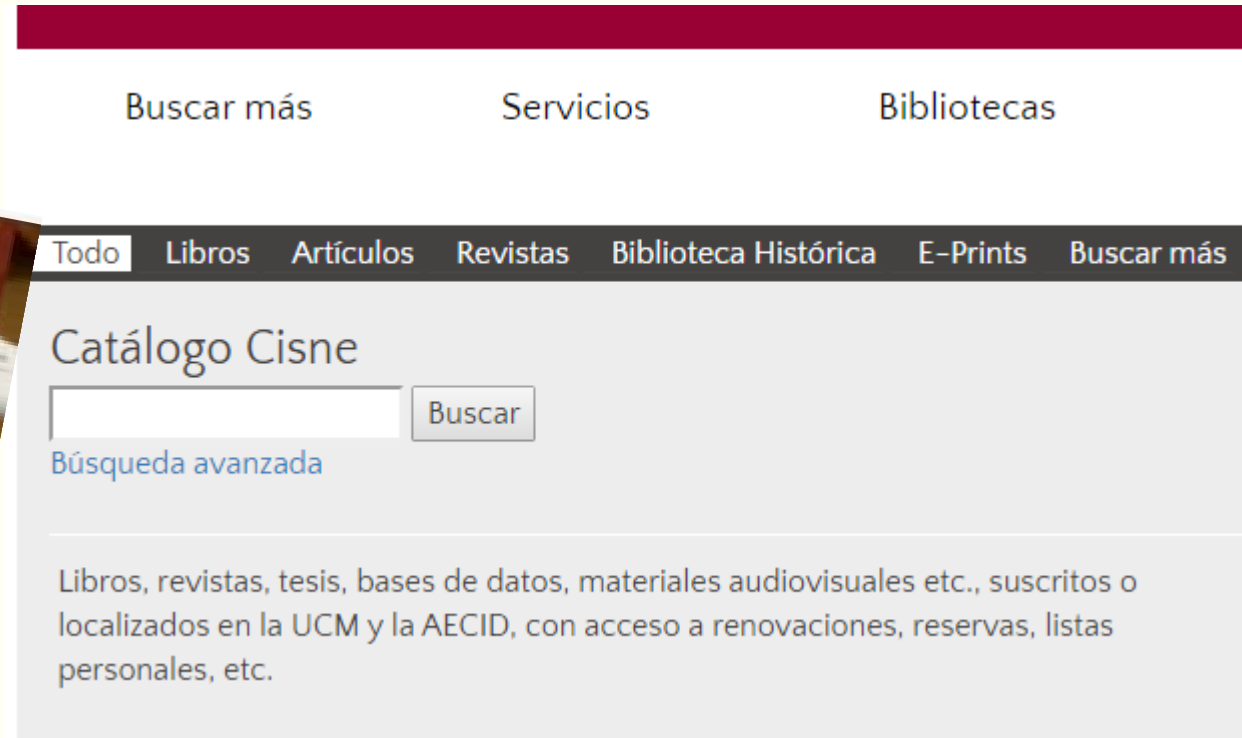 Buscar más Servicios Bibliotecas
Todo Libros Artículos Revistas Biblioteca Histórica E-Prints Buscar más
Catálogo Cisne
Buscar
Búsqueda avanzada
Libros, revistas, tesis, bases de datos, materiales audiovisuales etc., suscritos o
localizados en la UCM y la AECID, con acceso a renovaciones, reservas, listas
personales, etc.